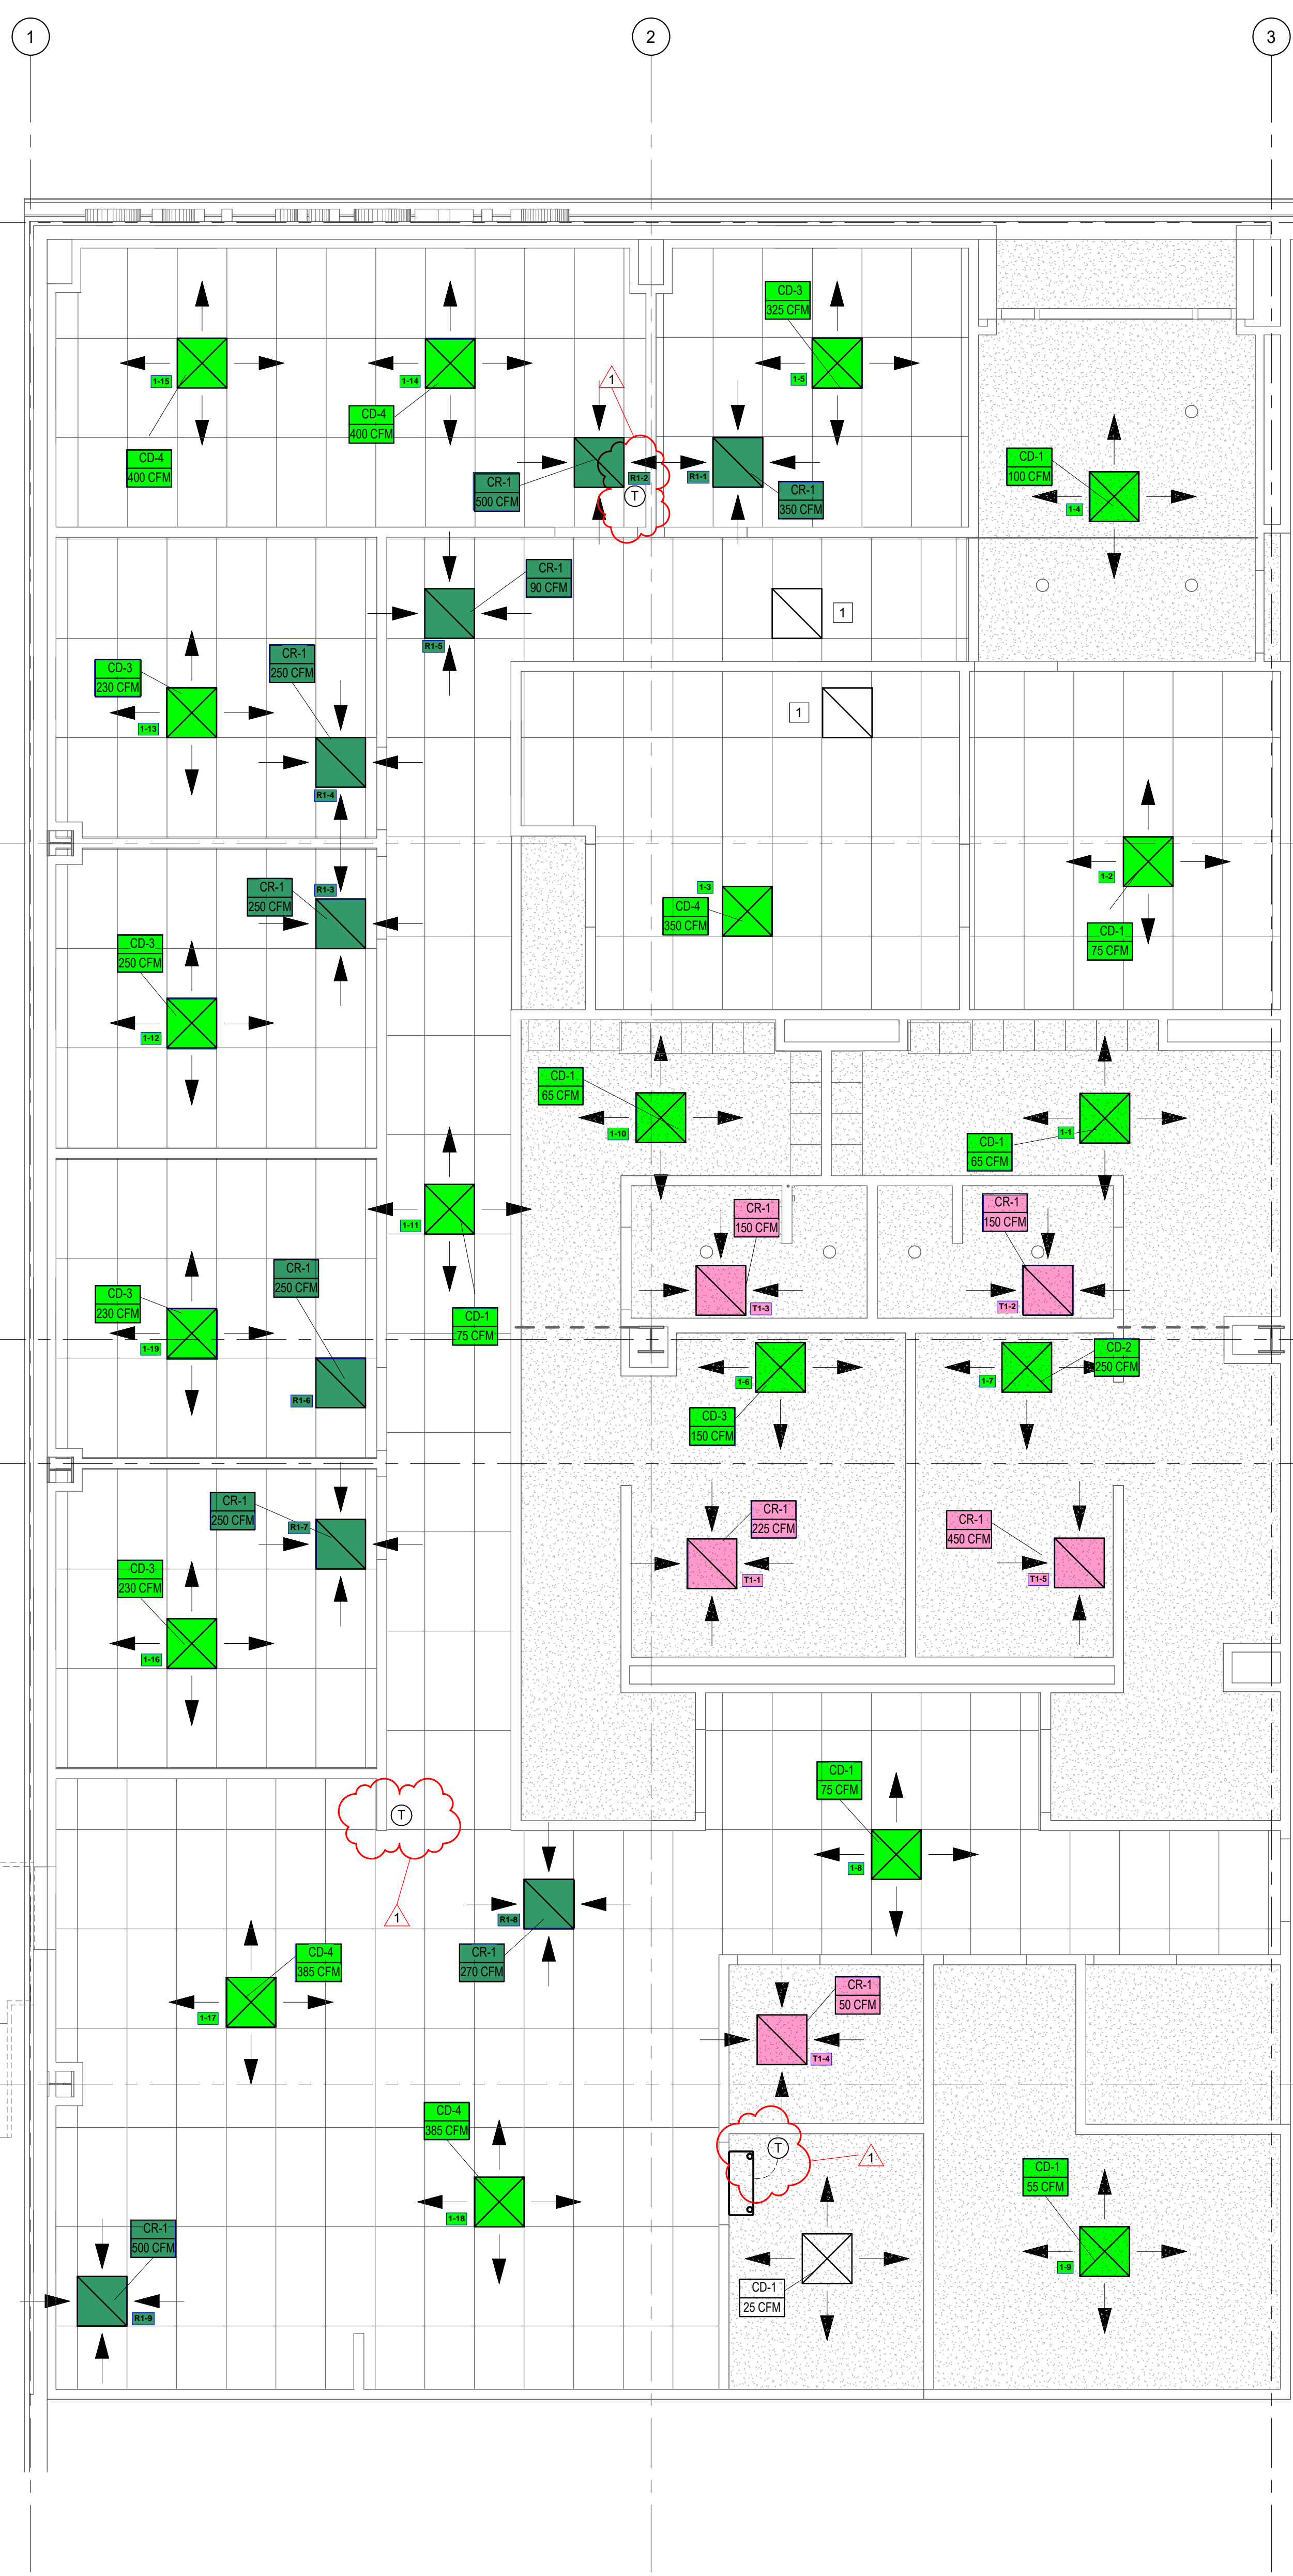 1
2
3
CD-3
325 CFM
1-15
1-14
1
1-5
CD-4
400 CFM
CD-4
400 CFM
CR-1
500 CFM
R1-2
T
R1-1
CR-1
350 CFM
CD-1
100 CFM
1-4
CR-1
90 CFM
R1-5
1
CD-3
230 CFM
1-13
CR-1
250 CFM
R1-4
1
CR-1
250 CFM
R1-3
1-3
CD-4
350 CFM
1-2
CD-1
75 CFM
CD-3
250 CFM
1-12
CD-1
65 CFM
1-10
1-1
CD-1
65 CFM
1-11
CD-1
75 CFM
CR-1
150 CFM
T1-3
CR-1
150 CFM
T1-2
CD-3
230 CFM
1-19
CR-1
250 CFM
R1-6
1-6
CD-3
150 CFM
1-7
CD-2
250 CFM
CR-1
250 CFM
R1-7
CR-1
225 CFM
T1-1
CR-1
450 CFM
T1-5
CD-3
230 CFM
1-16
T
1
CD-1
75 CFM
1-8
R1-8
CR-1
270 CFM
CD-4
385 CFM
1-17
CR-1
50 CFM
T1-4
CD-4
385 CFM
1-18
T
1
CD-1
55 CFM
1-9
CD-1
25 CFM
CR-1
500 CFM
R1-9